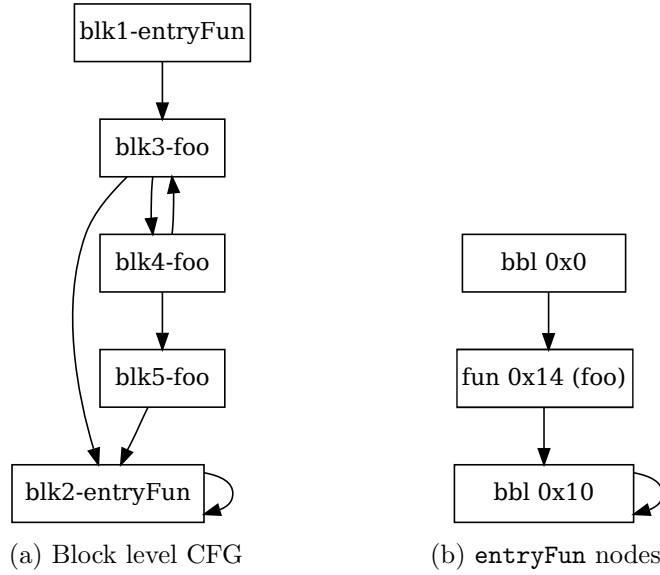 blk1-entryFun
blk3-foo
blk4-foo
blk5-foo
blk2-entryFun
(a) Block level CFG
bbl 0x0
fun 0x14 (foo)
bbl 0x10
(b) entryFun nodes